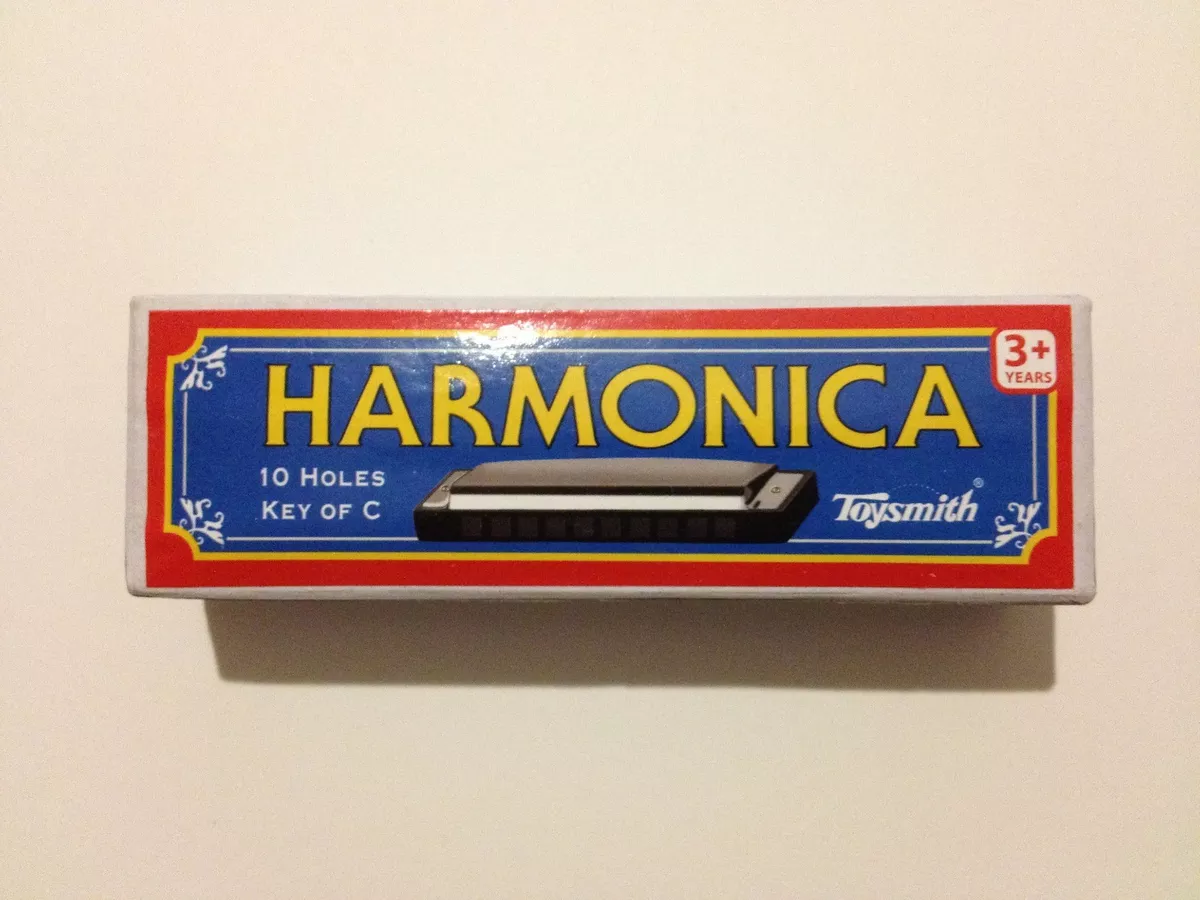 3+
YEARS
HARMONICA
10 HOLES
KEY OF C
Toysmith®